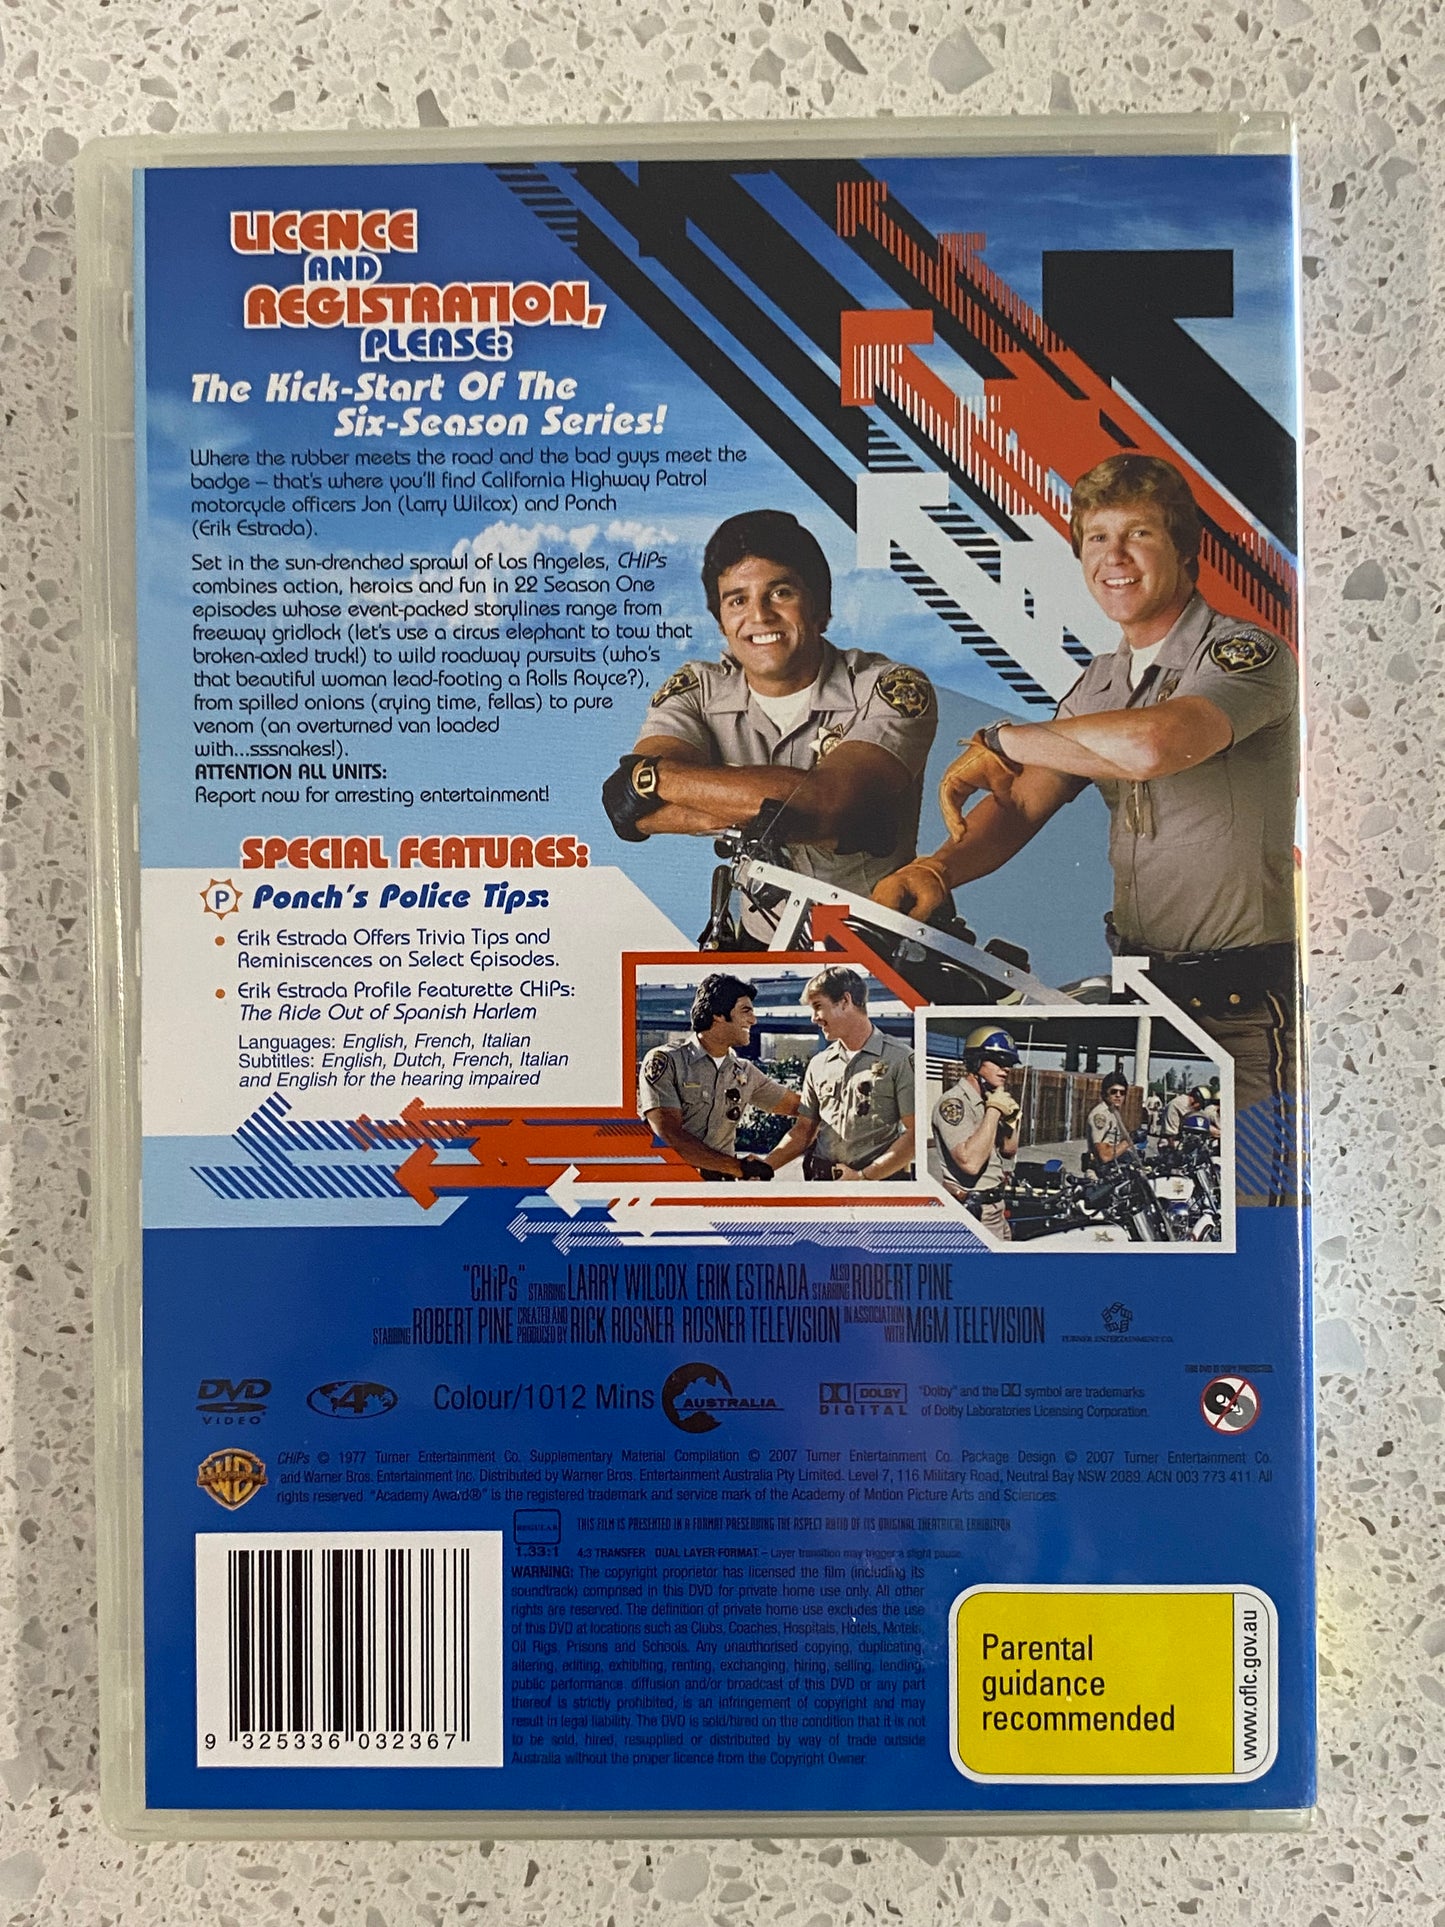 LICENCE
AND
REGISTRATION,
PLEASE:
The Kick-Start Of The
Six-Season Series!
Where the rubber meets the road and the bad guys meet the
badge – that's where you'll find California Highway Patrol
motorcycle officers Jon (Larry Wilcox) and Ponch
(Erik Estrada).
Set in the sun-drenched sprawl of Los Angeles, CHiPs
combines action, heroics and fun in 22 Season One
episodes whose event-packed storylines range from
freeway gridlock (let's use a circus elephant to tow that
broken-axled truck!) to wild roadway pursuits (who's
that beautiful woman lead-footing a Rolls Royce?),
from spilled onions (crying time, fellas) to pure
venom (an overturned van loaded
with...sssnakes!).
ATTENTION ALL UNITS:
Report now for arresting entertainment!
SPECIAL FEATURES:
P Ponch's Police Tips:
• Erik Estrada Offers Trivia Tips and
Reminiscences on Select Episodes.
• Erik Estrada Profile Featurette CHiPs:
The Ride Out of Spanish Harlem
Languages: English, French, Italian
Subtitles: English, Dutch, French, Italian
and English for the hearing impaired
"CHiPs" STARRING LARRY WILCOX ERIK ESTRADA ALSO STARRING ROBERT PINE
STARRING ROBERT PINE CREATED AND PRODUCED BY RICK ROSNER ROSNER TELEVISION IN ASSOCIATION WITH MGM TELEVISION
TURNER ENTERTAINMENT CO.
THIS DVD IS COPY PROTECTED
DVD
VIDEO
4
Colour/1012 Mins
AUSTRALIA
DOLBY
DIGITAL
"Dolby" and the symbol are trademarks
of Dolby Laboratories Licensing Corporation.
WB
CHiPs © 1977 Turner Entertainment Co. Supplementary Material Compilation © 2007 Turner Entertainment Co. Package Design © 2007 Turner Entertainment Co.
and Warner Bros. Entertainment Inc. Distributed by Warner Bros. Entertainment Australia Pty Limited. Level 7, 116 Military Road, Neutral Bay NSW 2089. ACN 003 773 411. All
rights reserved. "Academy Award®" is the registered trademark and service mark of the Academy of Motion Picture Arts and Sciences.
REGULAR
THIS FILM IS PRESENTED IN A FORMAT PRESERVING THE ASPECT RATIO OF ITS ORIGINAL THEATRICAL EXHIBITION
1.33:1 4:3 TRANSFER DUAL LAYER FORMAT – Layer transition may trigger a slight pause.
WARNING: The copyright proprietor has licensed the film (including its
soundtrack) comprised in this DVD for private home use only. All other
rights are reserved. The definition of private home use excludes the use
of this DVD at locations such as Clubs, Coaches, Hospitals, Hotels, Motels,
Oil Rigs, Prisons and Schools. Any unauthorised copying, duplicating,
altering, editing, exhibiting, renting, exchanging, hiring, selling, lending,
public performance, diffusion and/or broadcast of this DVD or any part
thereof is strictly prohibited, is an infringement of copyright and may
result in legal liability. The DVD is sold/hired on the condition that it is not
to be sold, hired, resupplied or distributed by way of trade outside
Australia without the proper licence from the Copyright Owner.
9 325336 032367
Parental
guidance
recommended
www.oflc.gov.au